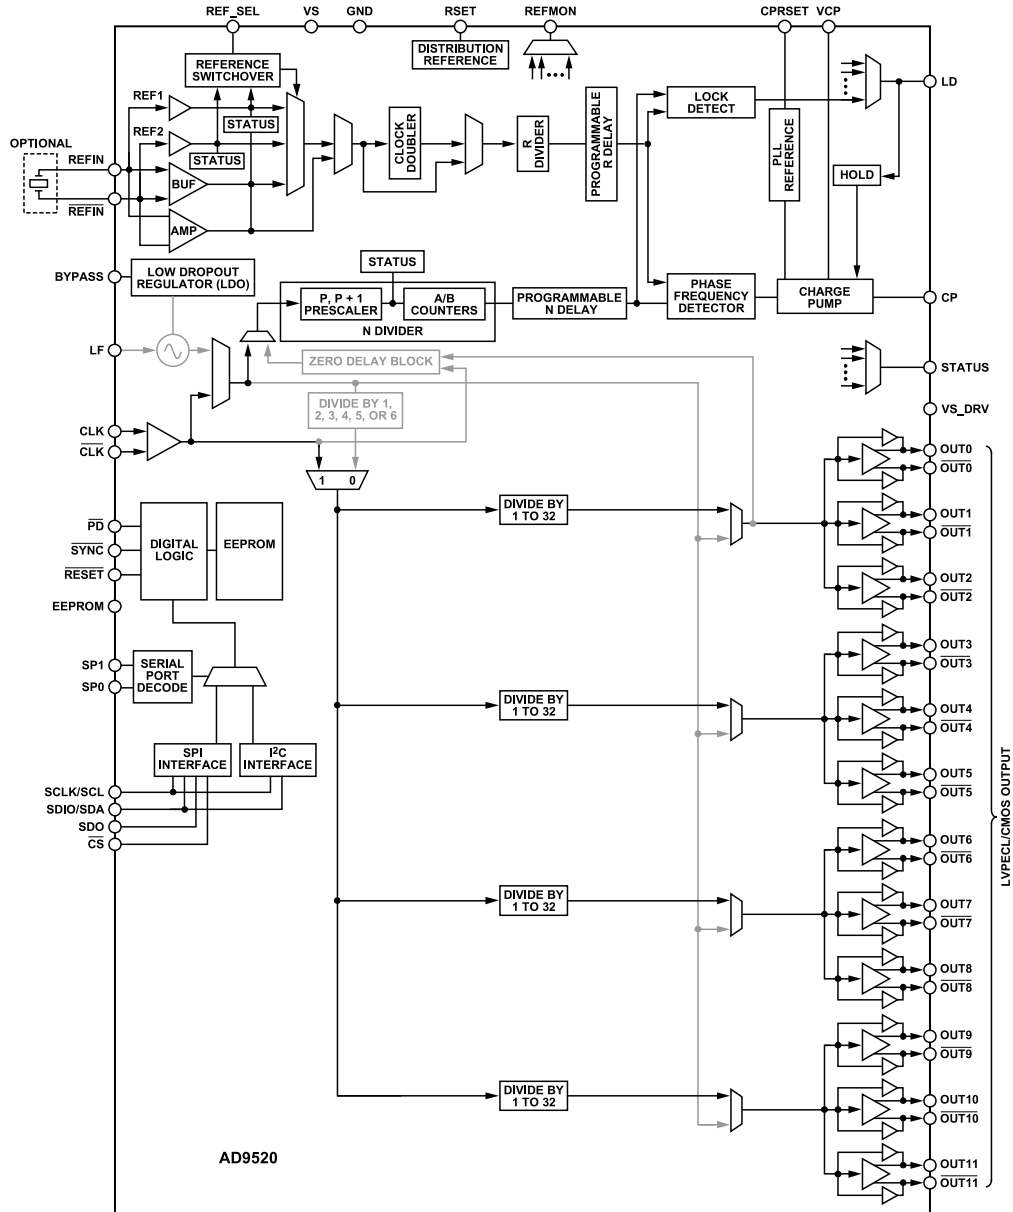 REF_SEL
VS
GND
RSET
REFMON
CPRSET
VCP
DISTRIBUTION
REFERENCE
REFERENCE
SWITCHOVER
LD
REF1
STATUS
REF2
STATUS
OPTIONAL
REFIN
REFIN
BUF
AMP
CLOCK
DOUBLER
R
DIVIDER
PROGRAMMABLE
R DELAY
LOCK
DETECT
PLL
REFERENCE
HOLD
BYPASS
LOW DROPOUT
REGULATOR (LDO)
STATUS
P, P + 1
PRESCALER
A/B
COUNTERS
N DIVIDER
PROGRAMMABLE
N DELAY
PHASE
FREQUENCY
DETECTOR
CHARGE
PUMP
CP
LF
ZERO DELAY BLOCK
STATUS
DIVIDE BY 1,
2, 3, 4, 5, OR 6
VS_DRV
CLK
CLK
1 0
OUT0
OUT0
DIVIDE BY
1 TO 32
OUT1
OUT1
PD
SYNC
RESET
DIGITAL
LOGIC
EEPROM
OUT2
OUT2
EEPROM
SP1
SP0
SERIAL
PORT
DECODE
OUT3
OUT3
DIVIDE BY
1 TO 32
OUT4
OUT4
SPI
INTERFACE
I2C
INTERFACE
OUT5
OUT5
SCLK/SCL
SDIO/SDA
SDO
CS
LVPECL/CMOS OUTPUT
OUT6
OUT6
DIVIDE BY
1 TO 32
OUT7
OUT7
OUT8
OUT8
OUT9
OUT9
DIVIDE BY
1 TO 32
OUT10
OUT10
OUT11
OUT11
AD9520